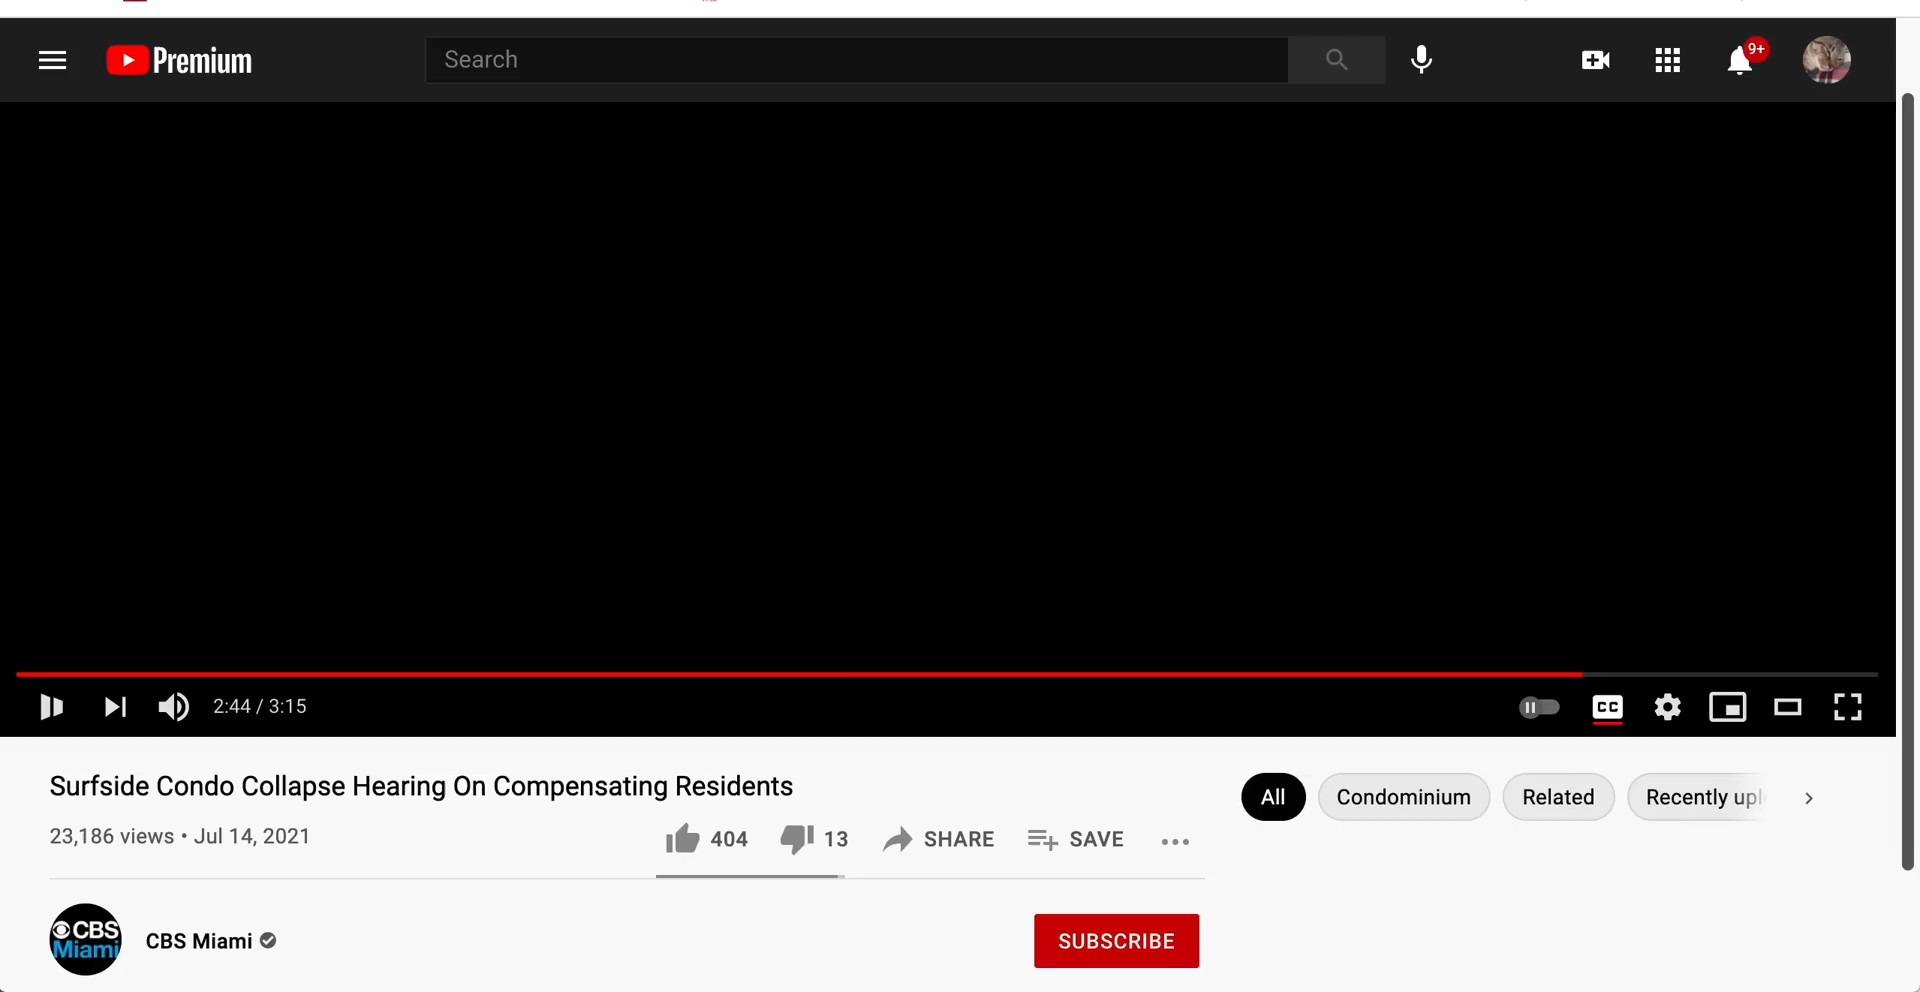 Premium
Search
9+
2:44 / 3:15
CC
Surfside Condo Collapse Hearing On Compensating Residents
23,186 views • Jul 14, 2021
404
13
SHARE
SAVE
All
Condominium
Related
Recently upl
CBS
Miami
CBS Miami
SUBSCRIBE